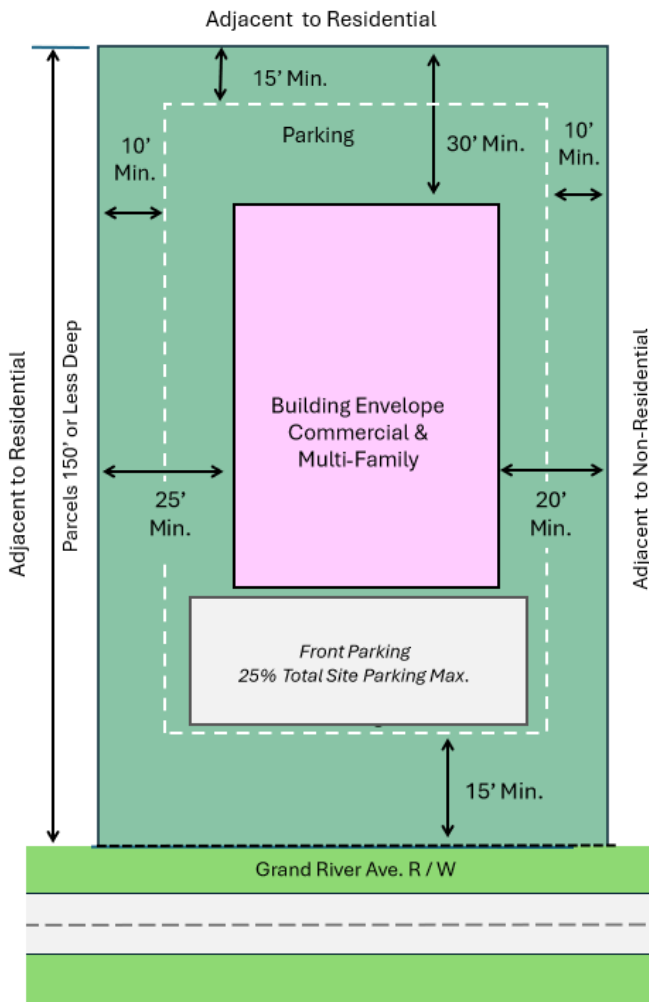 Adjacent to Residential
15’ Min.
Parking
10’
Min.
30’ Min.
10’
Min.
Adjacent to Residential
Parcels 150’ or Less Deep
Building Envelope
Commercial &
Multi-Family
Adjacent to Non-Residential
25’
Min.
20’
Min.
Front Parking
25% Total Site Parking Max.
15’ Min.
Grand River Ave. R / W